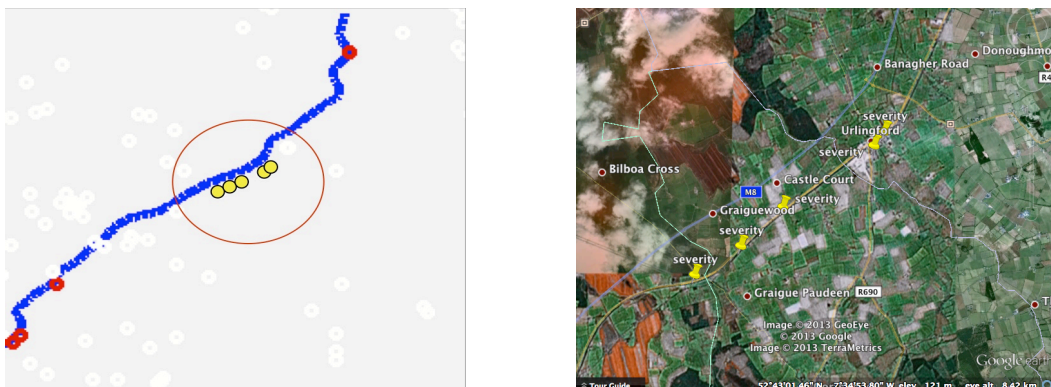 Donoughmo
Banagher Road
R4
severity
Urlingford
severity
Bilboa Cross
Castle Court
M8
severity
Graiguewood
severity
severity
Graigue Paudeen
R690
Image © 2013 GeoEye
© 2013 Google
Image © 2013 TerraMetrics
Google earth
T
© Tour Guide
52°43'01.46" N -7°34'53.80" W elev 121 m eye alt 8.42 km